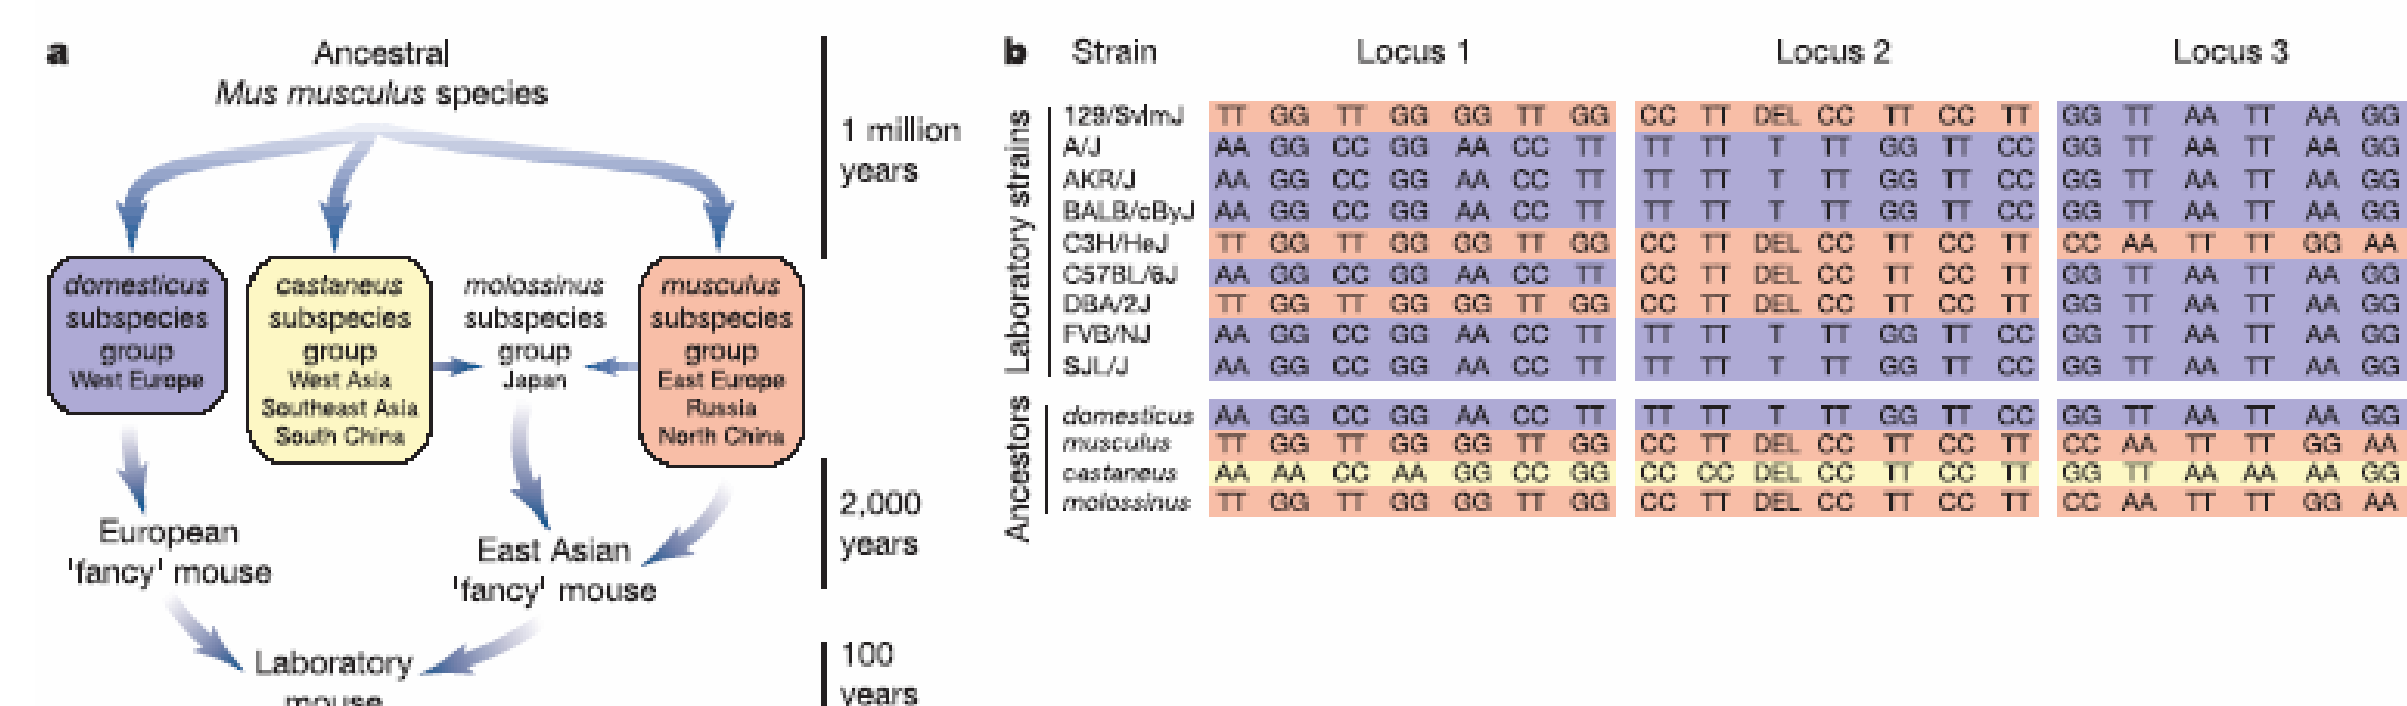 a
Ancestral
Mus musculus species
1 million
years
domesticus
subspecies
group
West Europe
castaneus
subspecies
group
West Asia
Southeast Asia
South China
molossinus
subspecies
group
Japan
musculus
subspecies
group
East Europe
Russia
North China
2,000
years
European
'fancy' mouse
East Asian
'fancy' mouse
Laboratory
mouse
100
years
b Strain Locus 1 Locus 2 Locus 3
Laboratory strains
129/SvImJ TT GG TT GG GG TT GG CC TT DEL CC TT CC TT GG TT AA TT AA GG
A/J AA GG CC GG AA CC TT TT TT T TT GG TT CC GG TT AA TT AA GG
AKR/J AA GG CC GG AA CC TT TT TT T TT GG TT CC GG TT AA TT AA GG
BALB/cByJ AA GG CC GG AA CC TT TT TT T TT GG TT CC GG TT AA TT AA GG
C3H/HeJ TT GG TT GG GG TT GG CC TT DEL CC TT CC TT CC AA TT TT GG AA
C57BL/6J AA GG CC GG AA CC TT CC TT DEL CC TT CC TT GG TT AA TT AA GG
DBA/2J TT GG TT GG GG TT GG CC TT DEL CC TT CC TT GG TT AA TT AA GG
FVB/NJ AA GG CC GG AA CC TT TT TT T TT GG TT CC GG TT AA TT AA GG
SJL/J AA GG CC GG AA CC TT TT TT T TT GG TT CC GG TT AA TT AA GG
Ancestors
domesticus AA GG CC GG AA CC TT TT TT T TT GG TT CC GG TT AA TT AA GG
musculus TT GG TT GG GG TT GG CC TT DEL CC TT CC TT CC AA TT TT GG AA
castaneus AA AA CC AA GG CC GG CC CC DEL CC TT CC TT GG TT AA AA AA GG
molossinus TT GG TT GG GG TT GG CC TT DEL CC TT CC TT CC AA TT TT GG AA